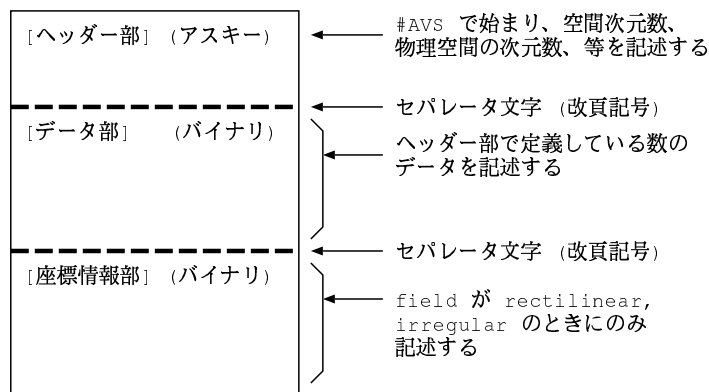 [ヘッダー部] (アスキー)
#AVS で始まり、空間次元数、
物理空間の次元数、等を記述する
セパレータ文字 (改頁記号)
[データ部] (バイナリ)
ヘッダー部で定義している数の
データを記述する
セパレータ文字 (改頁記号)
[座標情報部] (バイナリ)
field が rectilinear,
irregular のときにのみ
記述する